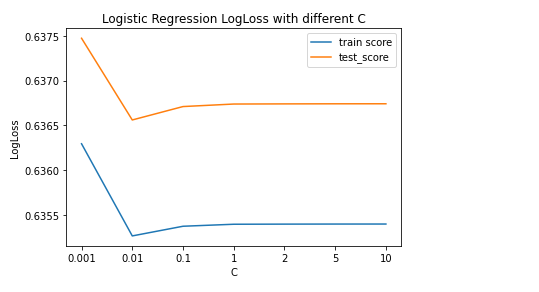 Logistic Regression LogLoss with different C
0.6375
0.6370
0.6365
0.6360
0.6355
LogLoss
train score
test_score
0.001 0.01 0.1 1 2 5 10
C